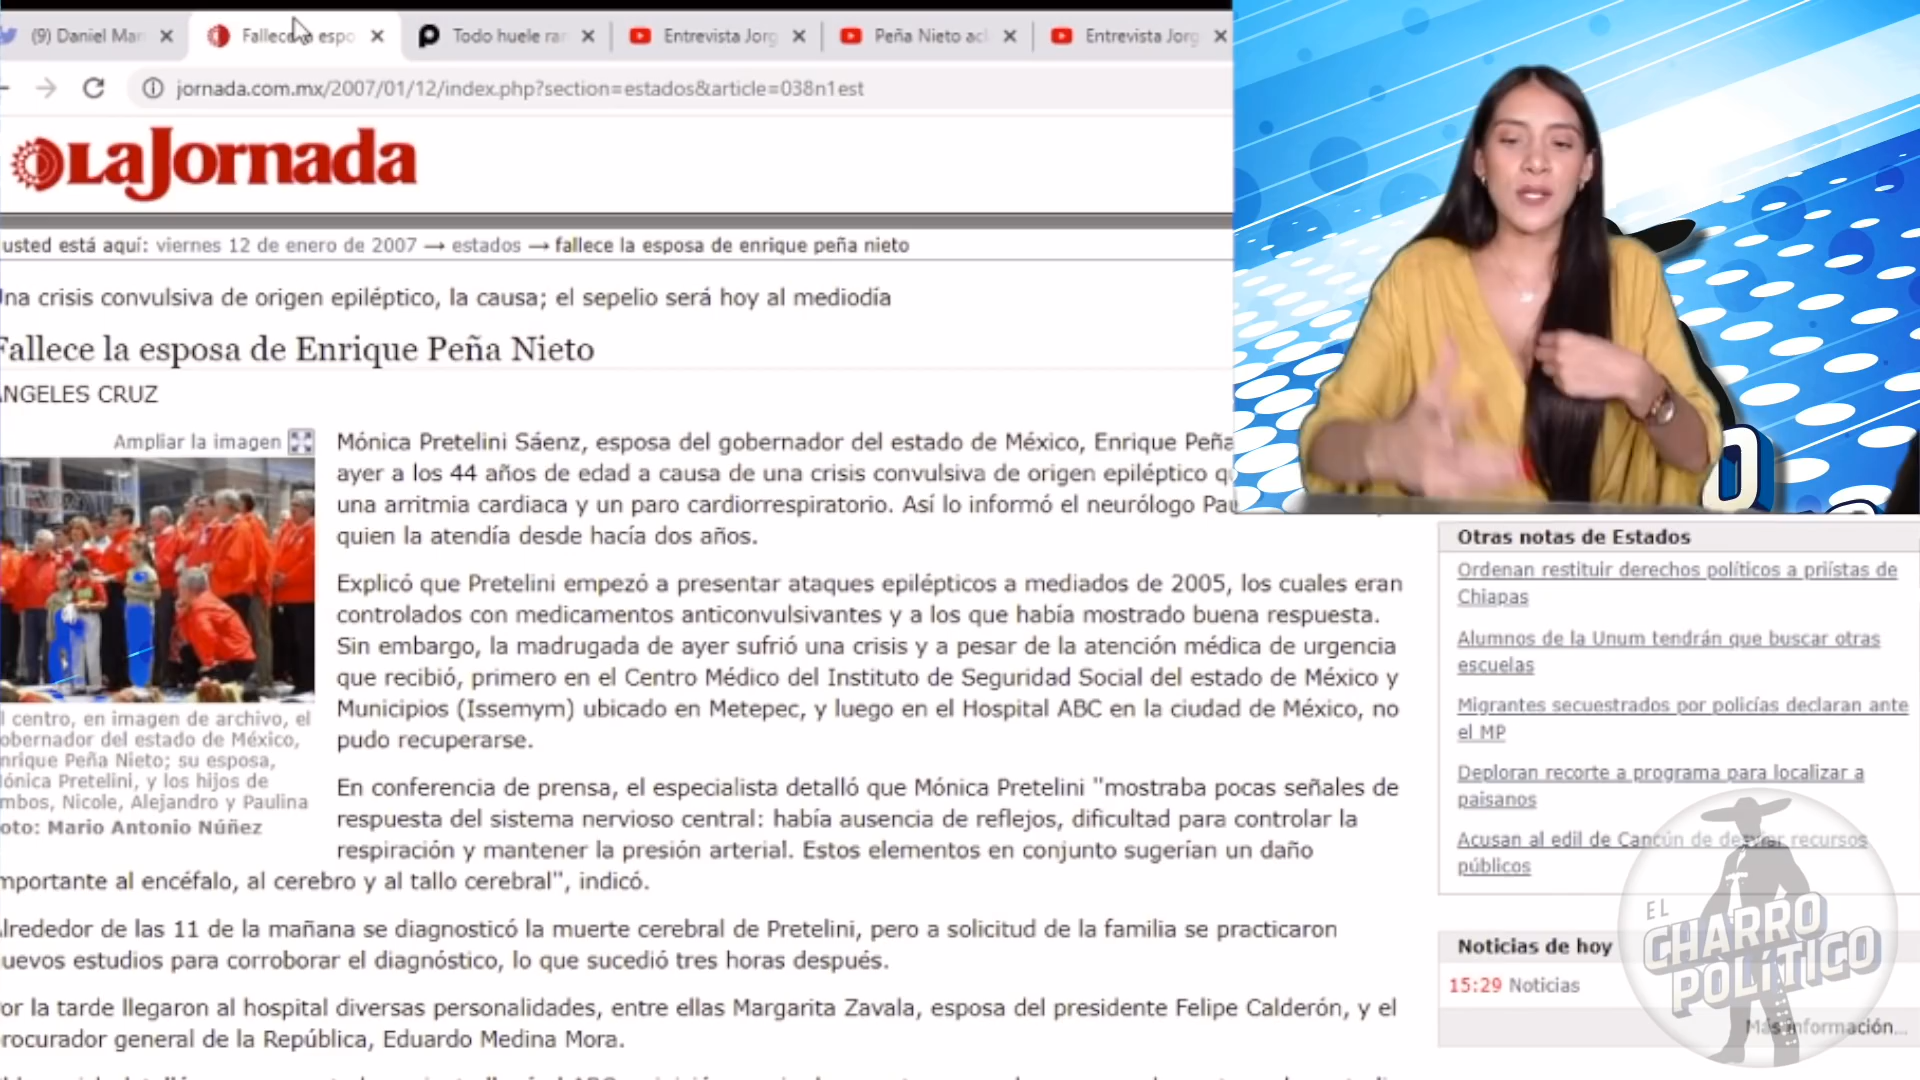 (9) Daniel Mar
Fallece esp
Todo huele ra
Entrevista Jorg
Peña Nieto acl
Entrevista Jorg
jornada.com.mx/2007/01/12/index.php?section=estados&article=038n1est
La Jornada
usted está aquí: viernes 12 de enero de 2007 → estados → fallece la esposa de enrique peña nieto
na crisis convulsiva de origen epiléptico, la causa; el sepelio será hoy al mediodía
Fallece la esposa de Enrique Peña Nieto
NGELES CRUZ
Ampliar la imagen
l centro, en imagen de archivo, el
obernador del estado de México,
nrique Peña Nieto; su esposa,
ónica Pretelini, y los hijos de
mbos, Nicole, Alejandro y Paulina
oto: Mario Antonio Núñez
Mónica Pretelini Sáenz, esposa del gobernador del estado de México, Enrique Peña
ayer a los 44 años de edad a causa de una crisis convulsiva de origen epiléptico q
una arritmia cardiaca y un paro cardiorrespiratorio. Así lo informó el neurólogo Pau
quien la atendía desde hacía dos años.
Explicó que Pretelini empezó a presentar ataques epilépticos a mediados de 2005, los cuales eran
controlados con medicamentos anticonvulsivantes y a los que había mostrado buena respuesta.
Sin embargo, la madrugada de ayer sufrió una crisis y a pesar de la atención médica de urgencia
que recibió, primero en el Centro Médico del Instituto de Seguridad Social del estado de México y
Municipios (Issemym) ubicado en Metepec, y luego en el Hospital ABC en la ciudad de México, no
pudo recuperarse.
En conferencia de prensa, el especialista detalló que Mónica Pretelini "mostraba pocas señales de
respuesta del sistema nervioso central: había ausencia de reflejos, dificultad para controlar la
respiración y mantener la presión arterial. Estos elementos en conjunto sugerían un daño
mportante al encéfalo, al cerebro y al tallo cerebral", indicó.
lrededor de las 11 de la mañana se diagnosticó la muerte cerebral de Pretelini, pero a solicitud de la familia se practicaron
uevos estudios para corroborar el diagnóstico, lo que sucedió tres horas después.
or la tarde llegaron al hospital diversas personalidades, entre ellas Margarita Zavala, esposa del presidente Felipe Calderón, y el
rocurador general de la República, Eduardo Medina Mora.
Otras notas de Estados
Ordenan restituir derechos políticos a priístas de
Chiapas
Alumnos de la Unum tendrán que buscar otras
escuelas
Migrantes secuestrados por policías declaran ante
el MP
Deploran recorte a programa para localizar a
paisanos
Acusan al edil de Cancún de desviar recursos
públicos
Noticias de hoy
15:29 Noticias
Más información...
EL
CHARRO
POLÍTICO